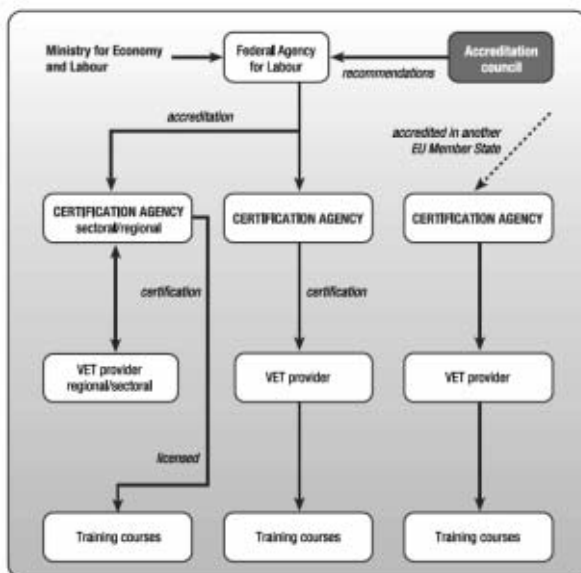 Ministry for Economy
and Labour
Federal Agency
for Labour
Accreditation
council
recommendations
accreditation
accredited in another
EU Member State
CERTIFICATION AGENCY
sectoral/regional
CERTIFICATION AGENCY
CERTIFICATION AGENCY
certification
certification
VET provider
regional/sectoral
VET provider
VET provider
licensed
Training courses
Training courses
Training courses